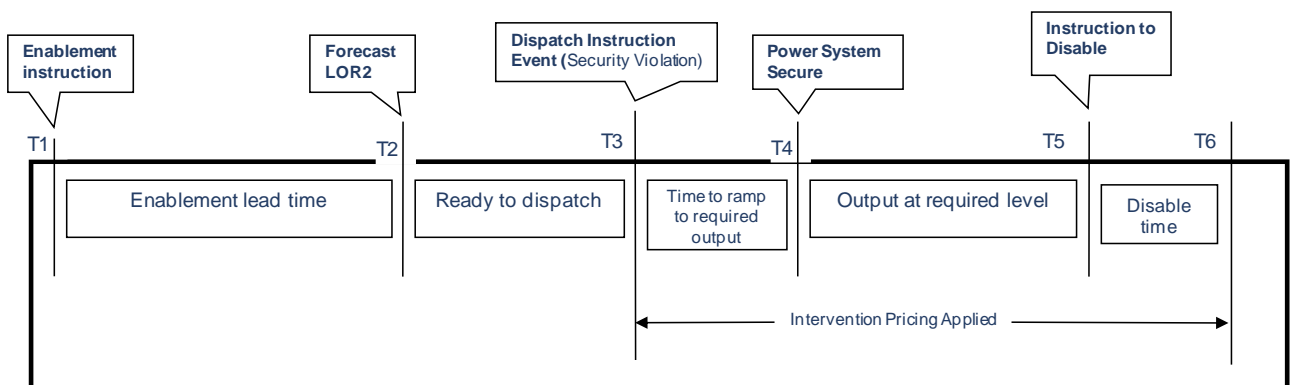 Enablement
instruction
Forecast
LOR2
Dispatch Instruction
Event (Security Violation)
Power System
Secure
Instruction to
Disable
T1
T2
T3
T4
T5
T6
Enablement lead time
Ready to dispatch
Time to ramp
to required
output
Output at required level
Disable
time
Intervention Pricing Applied